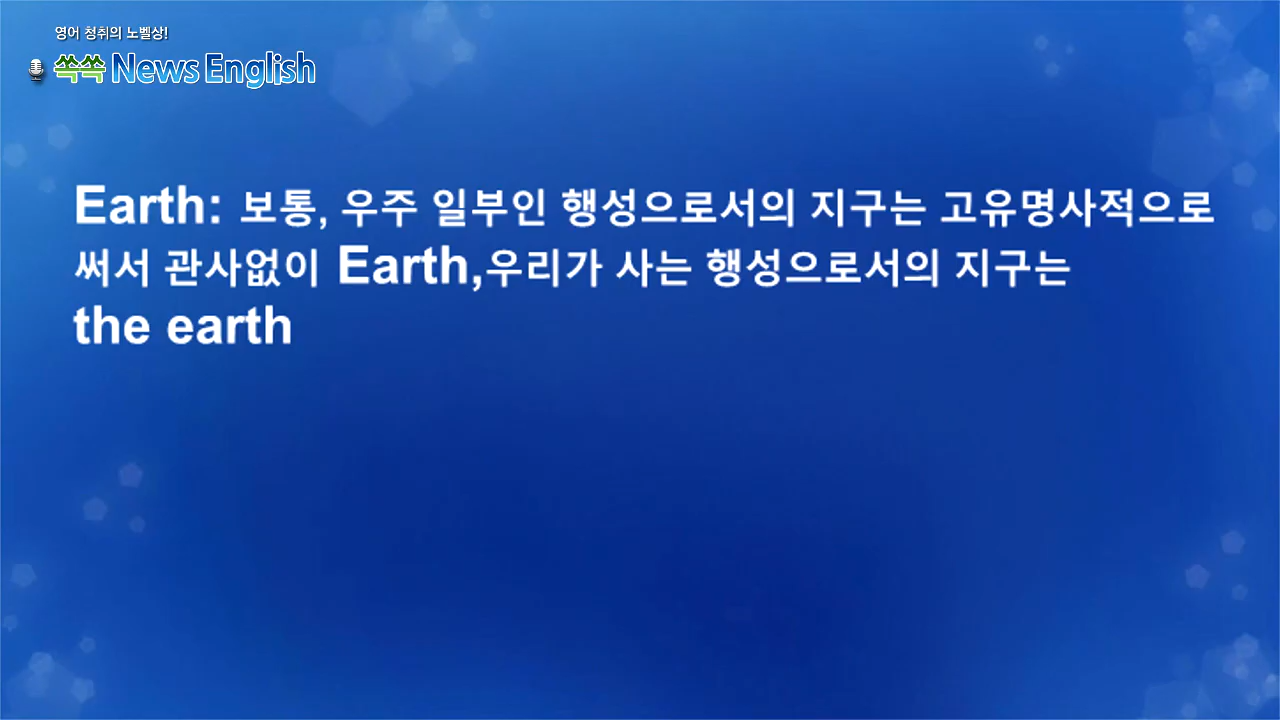 영어 청취의 노벨상!
쏙쏙 News English
Earth: 보통, 우주 일부인 행성으로서의 지구는 고유명사적으로
써서 관사없이 Earth,우리가 사는 행성으로서의 지구는
the earth